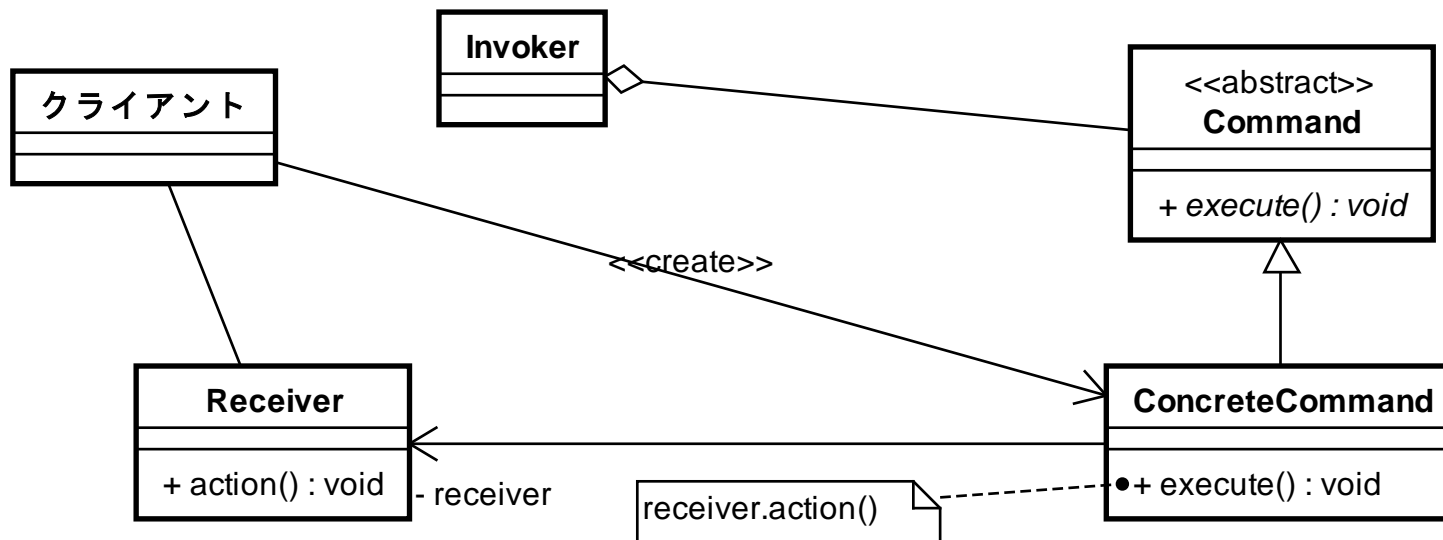 Invoker
クライアント
<<abstract>>
Command
+ execute() : void
<<create>>
Receiver
+ action() : void
- receiver
ConcreteCommand
+ execute() : void
receiver.action()